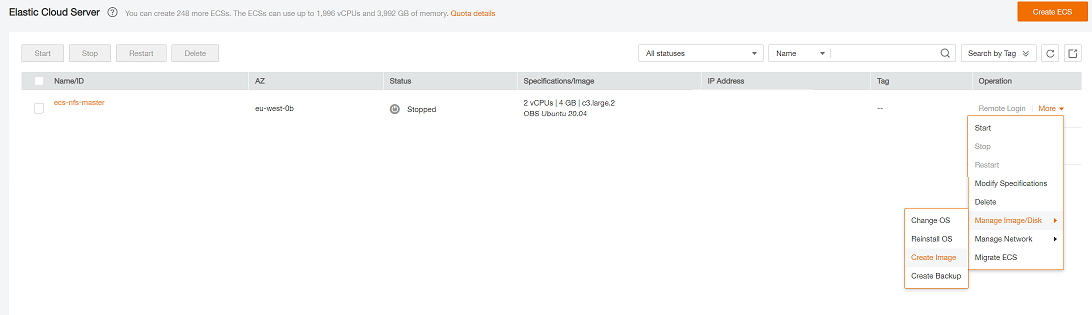 Elastic Cloud Server ? You can create 248 more ECSs. The ECSs can use up to 1,996 vCPUs and 3,992 GB of memory. Quota details
Create ECS
Start Stop Restart Delete All statuses Name Search by Tag
Name/ID AZ Status Specifications/Image IP Address Tag Operation
ecs-nfs-master eu-west-0b Stopped 2 vCPUs | 4 GB | c3.large.2 -- Remote Login More
OBS Ubuntu 20.04
Start
Stop
Restart
Modify Specifications
Delete
Manage Image/Disk
Manage Network
Migrate ECS
Change OS
Reinstall OS
Create Image
Create Backup